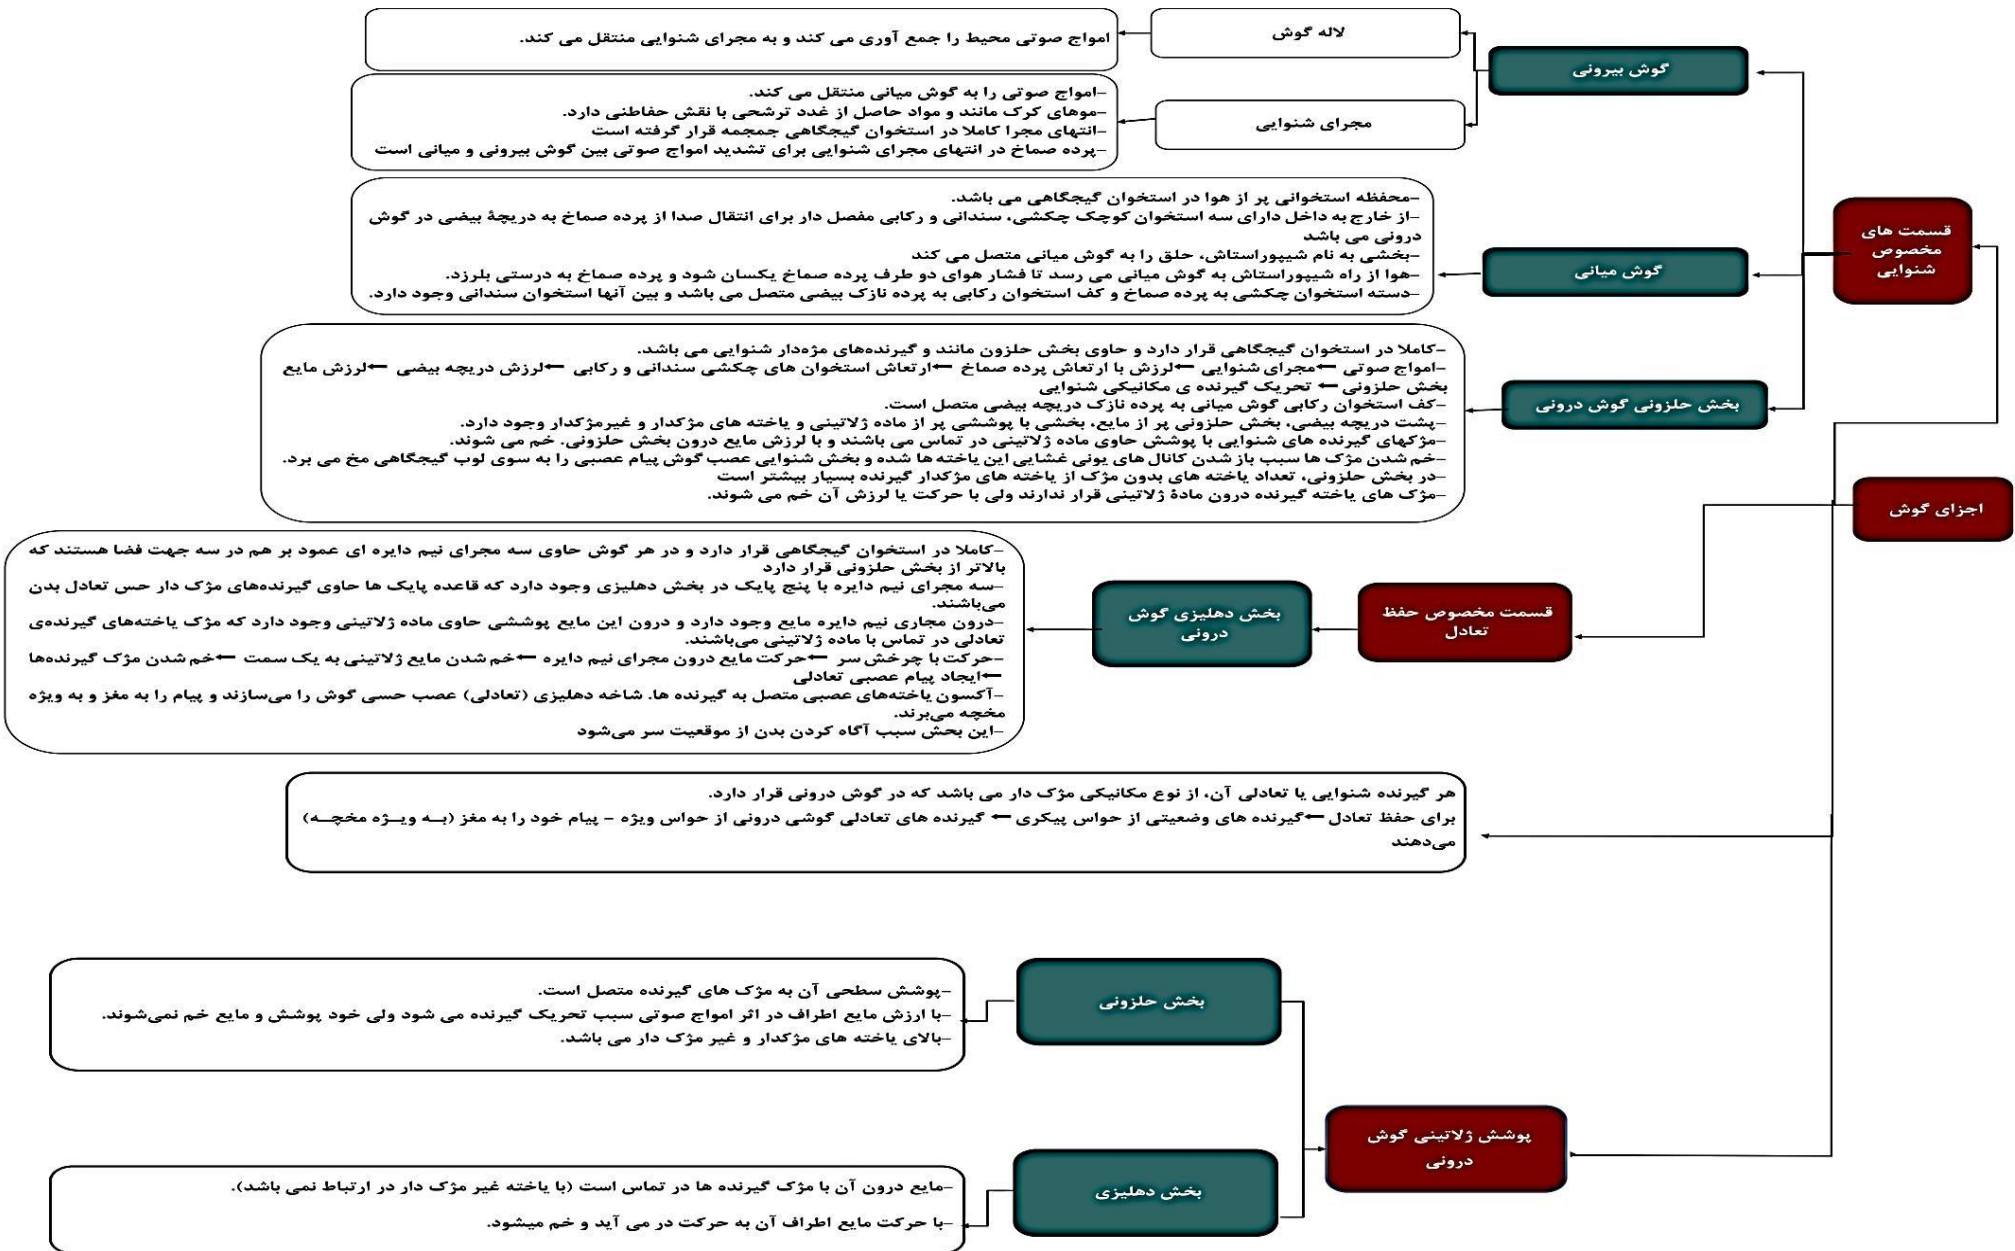 اجزای گوش
قسمت های
مخصوص
شنوایی
گوش بیرونی
لاله گوش
امواج صوتی محیط را جمع آوری می کند و به مجرای شنوایی منتقل می کند.
مجرای شنوایی
-امواج صوتی را به گوش میانی منتقل می کند.
-موهای کرک مانند و مواد حاصل از غدد ترشحی با نقش حفاطنی دارد.
-انتهای مجرا کاملا در استخوان گیجگاهی جمجمه قرار گرفته است
-پرده صماخ در انتهای مجرای شنوایی برای تشدید امواج صوتی بین گوش بیرونی و میانی است
گوش میانی
-محفظه استخوانی پر از هوا در استخوان گیجگاهی می باشد.
-از خارج به داخل دارای سه استخوان کوچک چکشی، سندانی و رکابی مفصل دار برای انتقال صدا از پرده صماخ به دریچۀ بیضی در گوش
درونی می باشد
-بخشی به نام شیپوراستاش، حلق را به گوش میانی متصل می کند
-هوا از راه شیپوراستاش به گوش میانی می رسد تا فشار هوای دو طرف پرده صماخ یکسان شود و پرده صماخ به درستی بلرزد.
-دسته استخوان چکشی به پرده صماخ و کف استخوان رکابی به پرده نازک بیضی متصل می باشد و بین آنها استخوان سندانی وجود دارد.
بخش حلزونی گوش درونی
-کاملا در استخوان گیجگاهی قرار دارد و حاوی بخش حلزون مانند و گیرنده‌های مژه‌دار شنوایی می باشد.
-امواج صوتی ←مجرای شنوایی ←لرزش با ارتعاش پرده صماخ ←ارتعاش استخوان های چکشی سندانی و رکابی ←لرزش دریچه بیضی ←لرزش مایع
بخش حلزونی← تحریک گیرنده ی مکانیکی شنوایی
-کف استخوان رکابی گوش میانی به پرده نازک دریچه بیضی متصل است.
-پشت دریچه بیضی، بخش حلزونی پر از مایع، بخشی با پوششی پر از ماده ژلاتینی و یاخته های مژکدار و غیرمژکدار وجود دارد.
-مژکهای گیرنده های شنوایی با پوشش حاوی ماده ژلاتینی در تماس می باشند و با لرزش مایع درون بخش حلزونی. خم می شوند.
-خم شدن مژک ها سبب باز شدن کانال های یونی غشایی این یاخته ها شده و بخش شنوایی عصب گوش پیام عصبی را به سوی لوب گیجگاهی مخ می برد.
-در بخش حلزونی، تعداد یاخته های بدون مژک از یاخته های مژکدار گیرنده بسیار بیشتر است
-مژک های یاخته گیرنده درون مادۀ ژلاتینی قرار ندارند ولی با حرکت یا لرزش آن خم می شوند.
قسمت مخصوص حفظ
تعادل
بخش دهلیزی گوش
درونی
-کاملا در استخوان گیجگاهی قرار دارد و در هر گوش حاوی سه مجرای نیم دایره ای عمود بر هم در سه جهت فضا هستند که
بالاتر از بخش حلزونی قرار دارد
-سه مجرای نیم دایره با پنج پایک در بخش دهلیزی وجود دارد که قاعده پایک ها حاوی گیرنده‌های مژک دار حس تعادل بدن
می‌باشند.
-درون مجاری نیم دایره مایع وجود دارد و درون این مایع پوششی حاوی ماده ژلاتینی وجود دارد که مژک یاخته‌های گیرنده‌ی
تعادلی در تماس با ماده ژلاتینی می‌باشند.
-حرکت با چرخش سر ←حرکت مایع درون مجرای نیم دایره ←خم شدن مایع ژلاتینی به یک سمت ←خم شدن مژک گیرنده‌ها
←ایجاد پیام عصبی تعادلی
-آکسون یاخته‌های عصبی متصل به گیرنده ها. شاخه دهلیزی (تعادلی) عصب حسی گوش را می‌سازند و پیام را به مغز و به ویژه
مخچه می‌برند.
-این بخش سبب آگاه کردن بدن از موقعیت سر می‌شود
هر گیرنده شنوایی یا تعادلی آن، از نوع مکانیکی مژک دار می باشد که در گوش درونی قرار دارد.
برای حفظ تعادل ←گیرنده های وضعیتی از حواس پیکری ← گیرنده های تعادلی گوشی درونی از حواس ویژه - پیام خود را به مغز (بــه ویــژه مخچــه)
می‌دهند
پوشش ژلاتینی گوش
درونی
بخش حلزونی
-پوشش سطحی آن به مژک های گیرنده متصل است.
-با ارزش مایع اطراف در اثر امواج صوتی سبب تحریک گیرنده می شود ولی خود پوشش و مایع خم نمی‌شوند.
-بالای یاخته های مژکدار و غیر مژک دار می باشد.
بخش دهلیزی
-مایع درون آن با مژک گیرنده ها در تماس است (با یاخته غیر مژک دار در ارتباط نمی باشد).
-با حرکت مایع اطراف آن به حرکت در می آید و خم میشود.